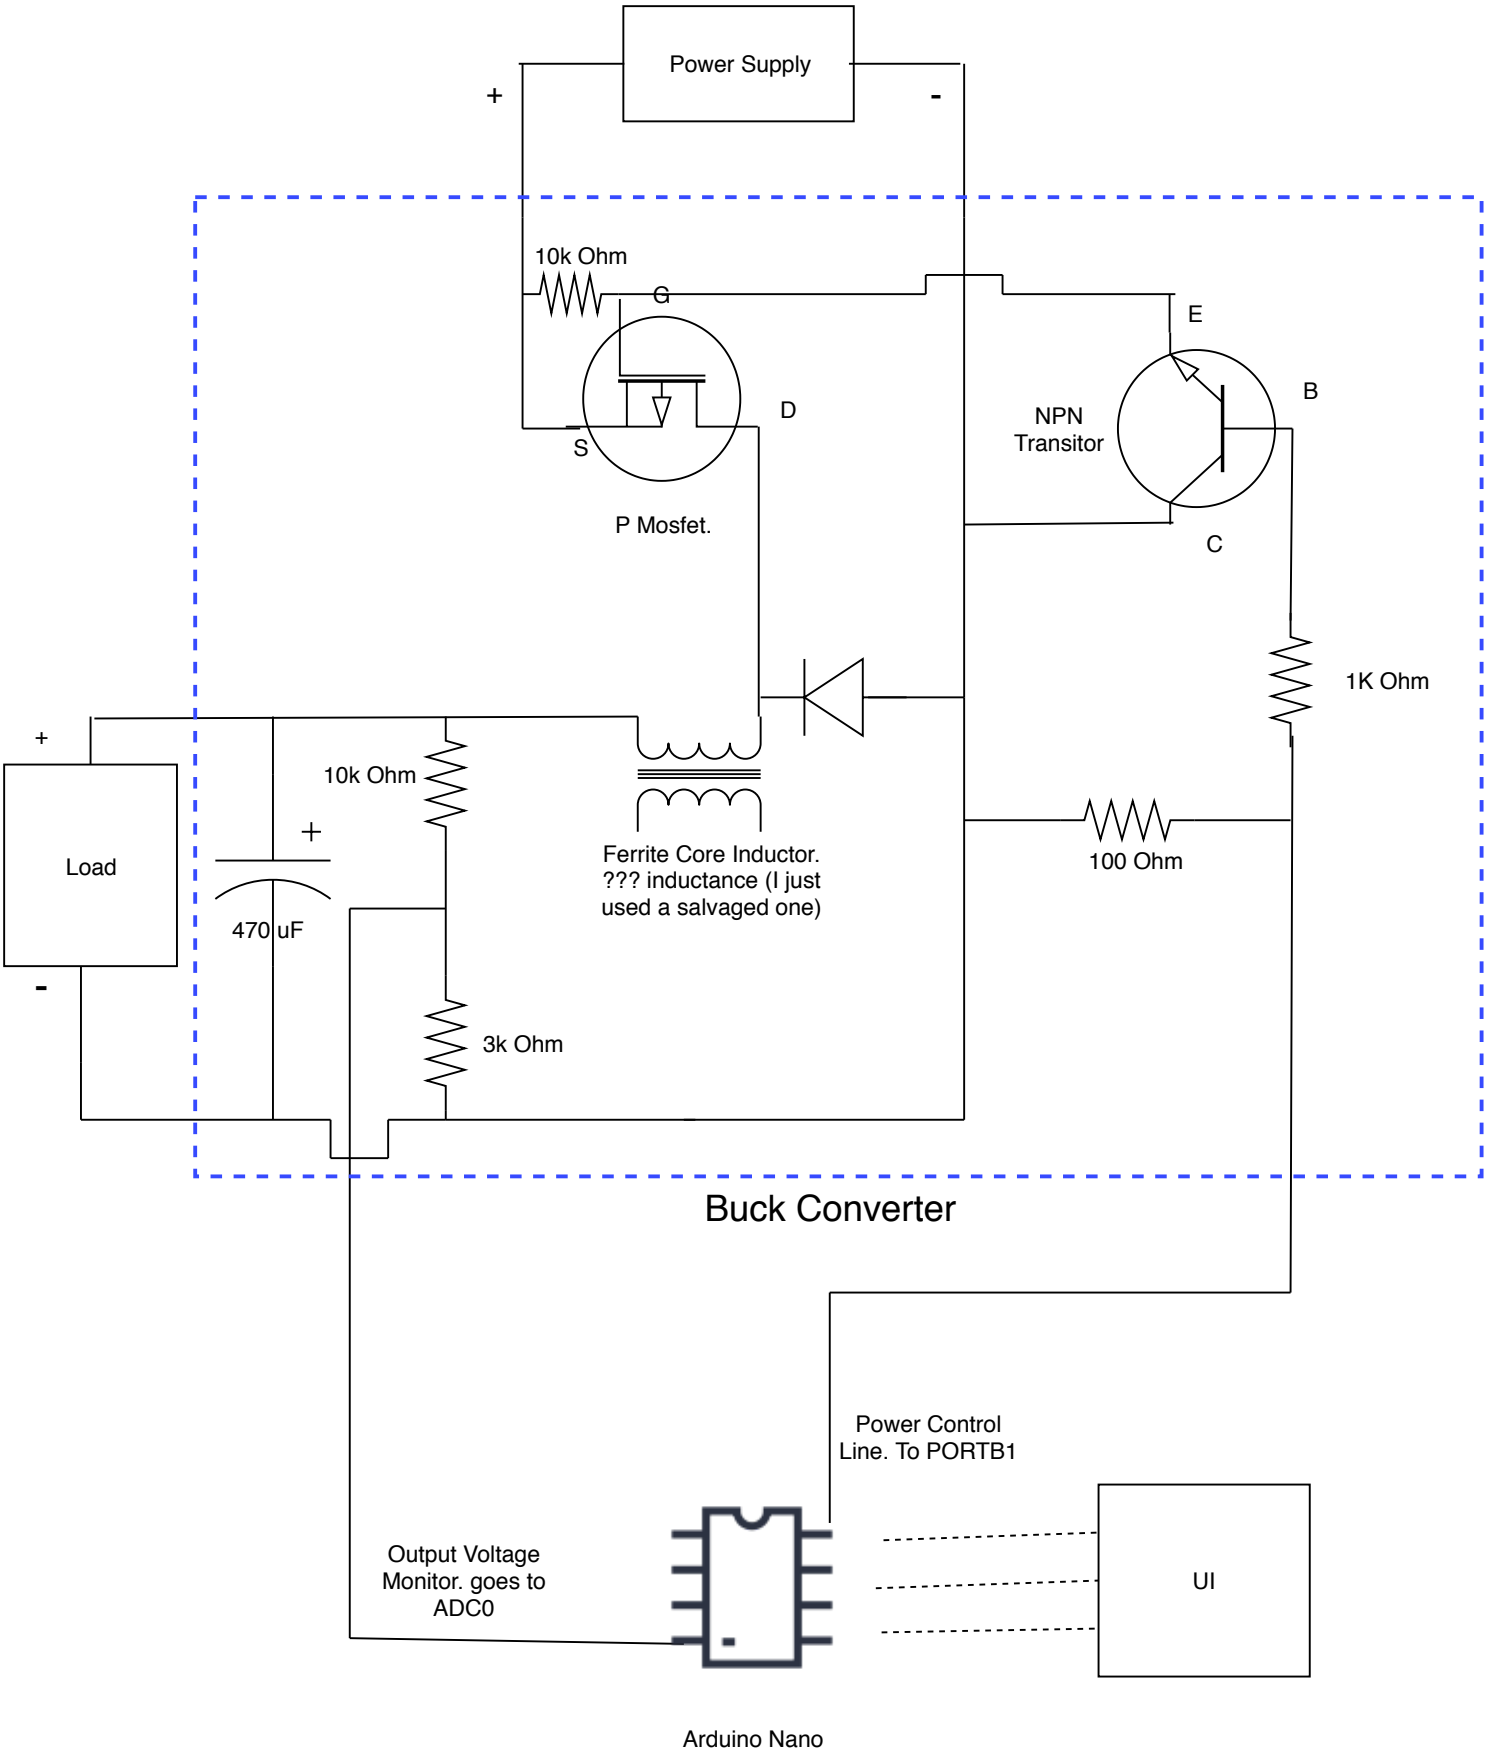 Power Supply
+
-
10k Ohm
G
E
B
D
NPN
Transitor
S
P Mosfet.
C
1K Ohm
+
10k Ohm
+
Load
100 Ohm
Ferrite Core Inductor.
??? inductance (I just
used a salvaged one)
470 uF
-
3k Ohm
Buck Converter
Power Control
Line. To PORTB1
Output Voltage
Monitor. goes to
ADC0
UI
Arduino Nano